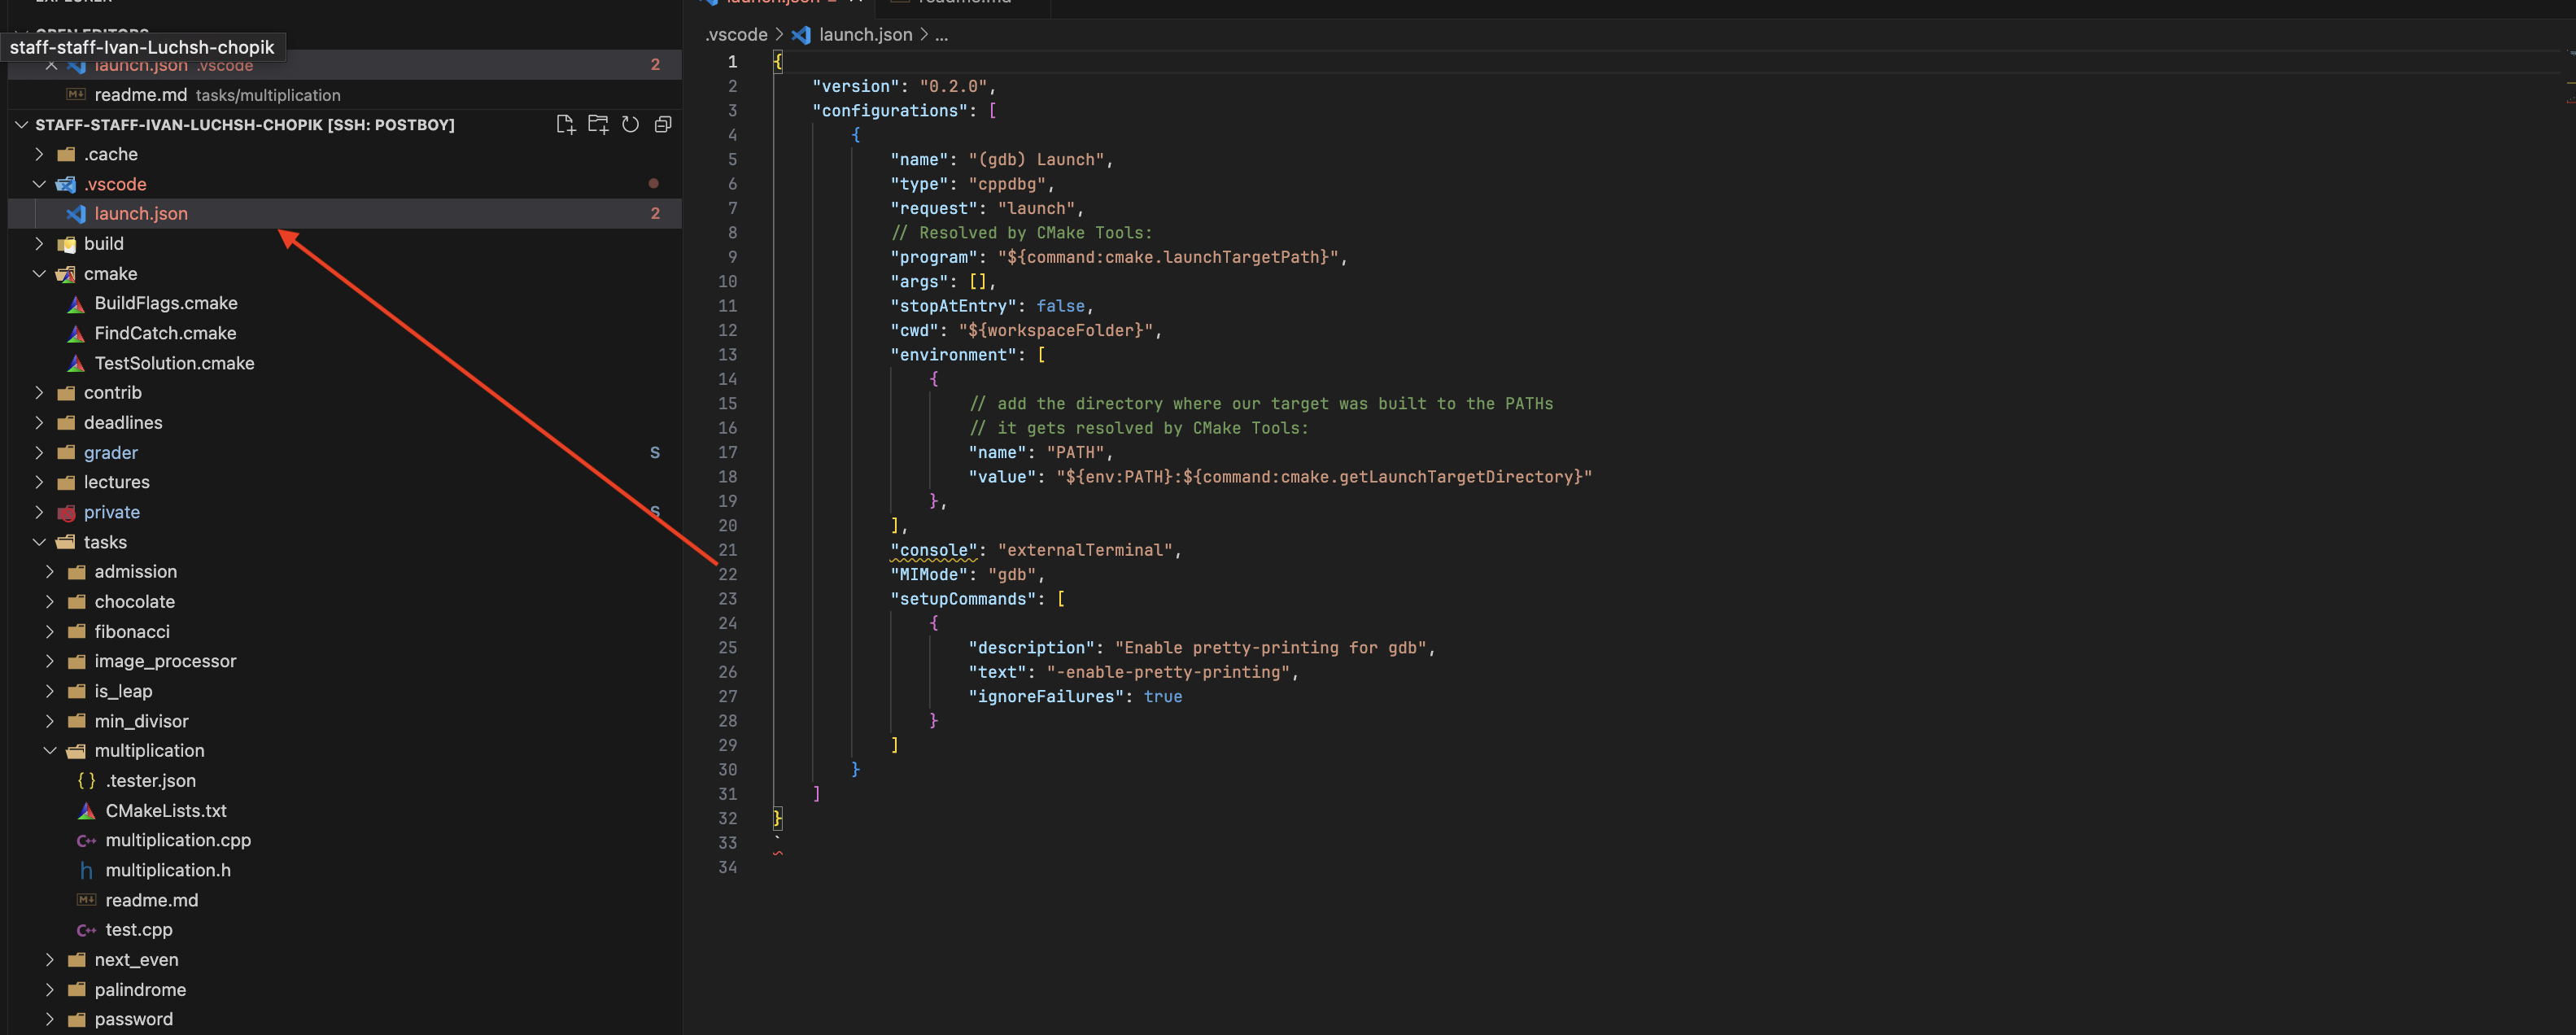 EXPLORER
OPEN EDITORS
staff-staff-Ivan-Luchsh-chopik
launch.json .vscode 2
readme.md tasks/multiplication
STAFF-STAFF-IVAN-LUCHSH-CHOPIK [SSH: POSTBOY]
.cache
.vscode
launch.json 2
build
cmake
BuildFlags.cmake
FindCatch.cmake
TestSolution.cmake
contrib
deadlines
grader S
lectures
private S
tasks
admission
chocolate
fibonacci
image_processor
is_leap
min_divisor
multiplication
.tester.json
CMakeLists.txt
multiplication.cpp
multiplication.h
readme.md
test.cpp
next_even
palindrome
password
launch.json 2
readme.md
.vscode > launch.json > ...
1 {
2 "version": "0.2.0",
3 "configurations": [
4 {
5 "name": "(gdb) Launch",
6 "type": "cppdbg",
7 "request": "launch",
8 // Resolved by CMake Tools:
9 "program": "${command:cmake.launchTargetPath}",
10 "args": [],
11 "stopAtEntry": false,
12 "cwd": "${workspaceFolder}",
13 "environment": [
14 {
15 // add the directory where our target was built to the PATHs
16 // it gets resolved by CMake Tools:
17 "name": "PATH",
18 "value": "${env:PATH}:${command:cmake.getLaunchTargetDirectory}"
19 },
20 ],
21 "console": "externalTerminal",
22 "MIMode": "gdb",
23 "setupCommands": [
24 {
25 "description": "Enable pretty-printing for gdb",
26 "text": "-enable-pretty-printing",
27 "ignoreFailures": true
28 }
29 ]
30 }
31 ]
32 }
33 `
34